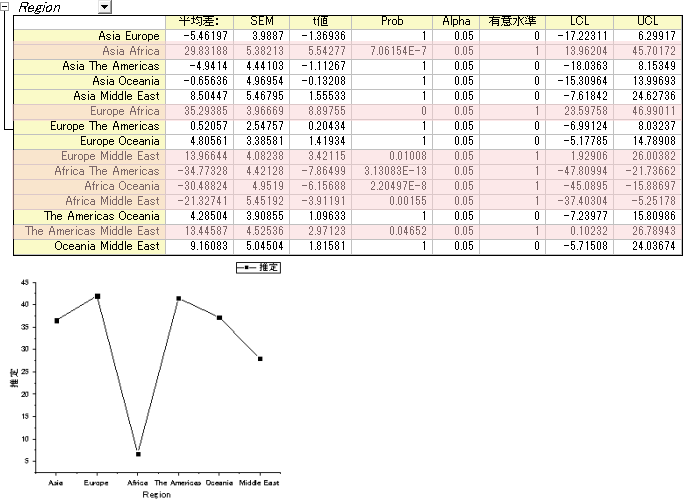 Region
平均差: SEM t値 Prob Alpha 有意水準 LCL UCL
Asia Europe -5.46197 3.9887 -1.36936 1 0.05 0 -17.22311 6.29917
Asia Africa 29.83188 5.38213 5.54277 7.06154E-7 0.05 1 13.96204 45.70172
Asia The Americas -4.9414 4.44103 -1.11267 1 0.05 0 -18.0363 8.15349
Asia Oceania -0.65636 4.96954 -0.13208 1 0.05 0 -15.30964 13.99693
Asia Middle East 8.50447 5.46795 1.55533 1 0.05 0 -7.61842 24.62736
Europe Africa 35.29385 3.96669 8.89755 0 0.05 1 23.59758 46.99011
Europe The Americas 0.52057 2.54757 0.20434 1 0.05 0 -6.99124 8.03237
Europe Oceania 4.80561 3.38581 1.41934 1 0.05 0 -5.17785 14.78908
Europe Middle East 13.96644 4.08238 3.42115 0.01008 0.05 1 1.92906 26.00382
Africa The Americas -34.77328 4.42128 -7.86499 3.13083E-13 0.05 1 -47.80994 -21.73662
Africa Oceania -30.48824 4.9519 -6.15688 2.20497E-8 0.05 1 -45.0895 -15.88697
Africa Middle East -21.32741 5.45192 -3.91191 0.00155 0.05 1 -37.40304 -5.25178
The Americas Oceania 4.28504 3.90855 1.09633 1 0.05 0 -7.23977 15.80986
The Americas Middle East 13.44587 4.52536 2.97123 0.04652 0.05 1 0.10232 26.78943
Oceania Middle East 9.16083 5.04504 1.81581 1 0.05 0 -5.71508 24.03674
推定
45
40
35
30
25
20
15
10
5
推定
Asia Europe Africa The Americas Oceania Middle East
Region